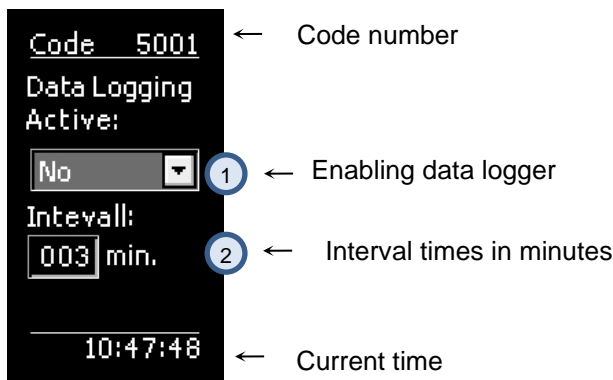 Code 5001 ← Code number
Data Logging
Active:
No 1 ← Enabling data logger
Intevall:
003 min. 2 ← Interval times in minutes
10:47:48 ← Current time